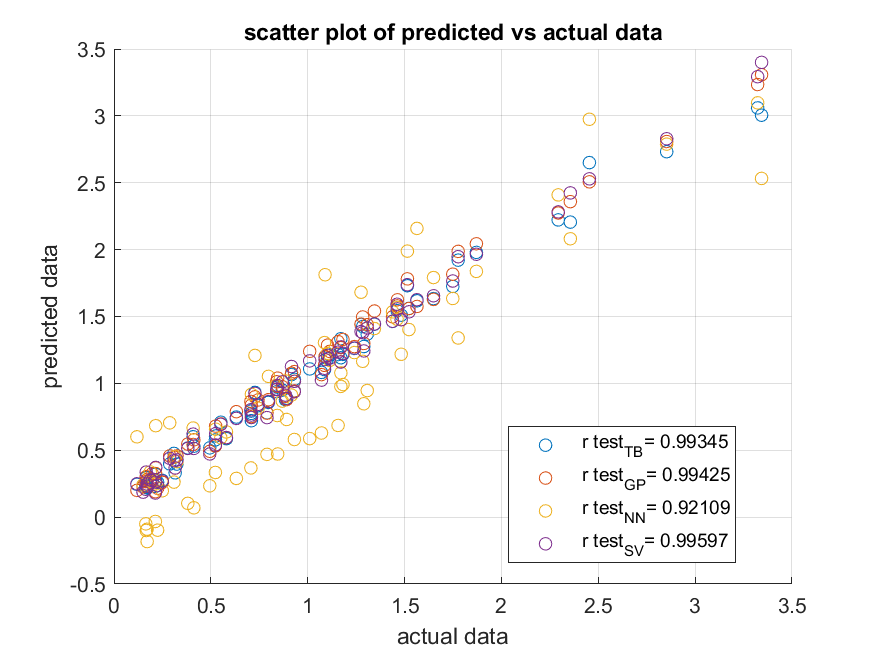 scatter plot of predicted vs actual data
3.5
3
2.5
2
1.5
1
0.5
0
-0.5
predicted data
r test_TB= 0.99345
r test_GP= 0.99425
r test_NN= 0.92109
r test_SV= 0.99597
0 0.5 1 1.5 2 2.5 3 3.5
actual data